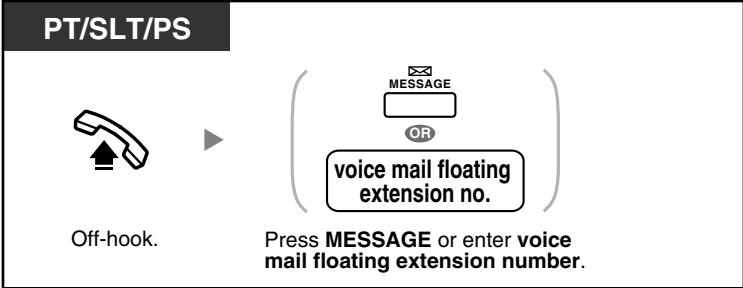 PT/SLT/PS
MESSAGE
OR
voice mail floating
extension no.
Off-hook.
Press MESSAGE or enter voice
mail floating extension number.